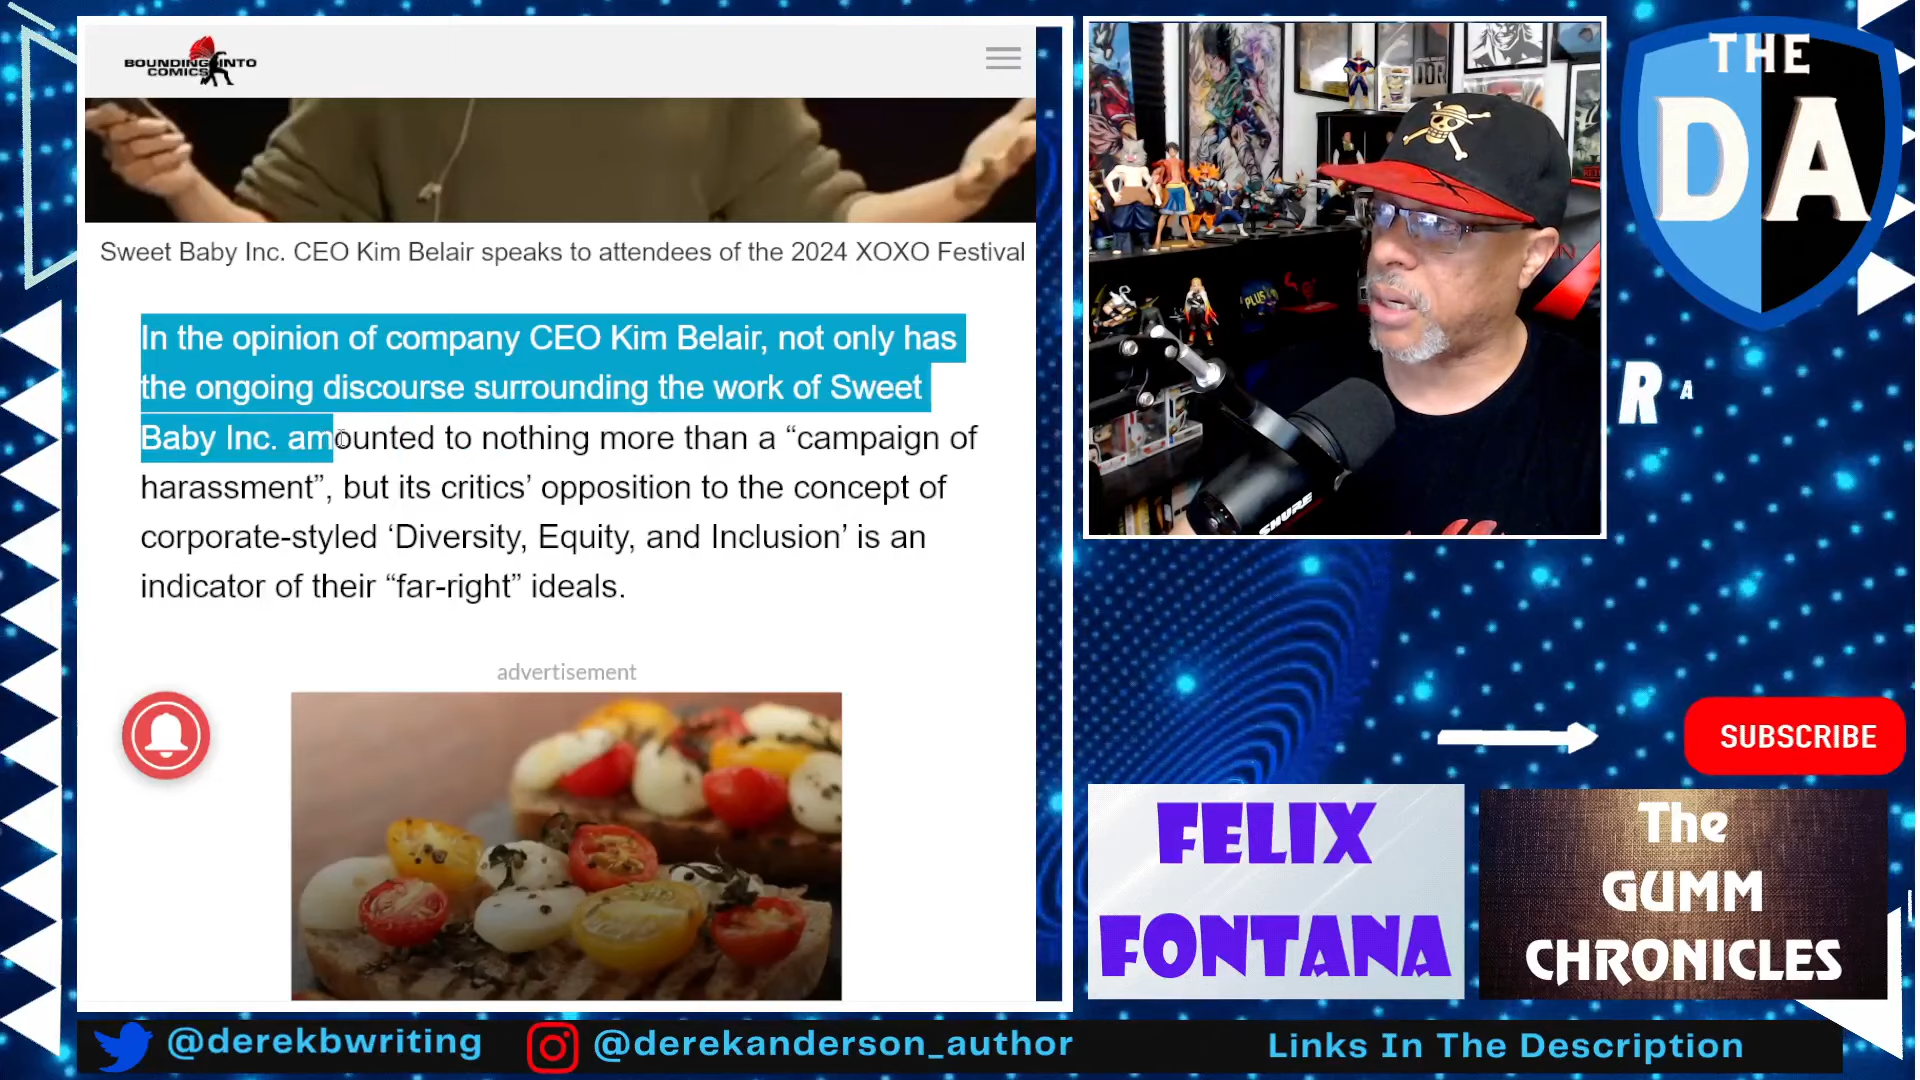 BOUNDING INTO
COMICS
Sweet Baby Inc. CEO Kim Belair speaks to attendees of the 2024 XOXO Festival
In the opinion of company CEO Kim Belair, not only has
the ongoing discourse surrounding the work of Sweet
Baby Inc. amounted to nothing more than a “campaign of
harassment”, but its critics’ opposition to the concept of
corporate-styled ‘Diversity, Equity, and Inclusion’ is an
indicator of their “far-right” ideals.
advertisement
PLUS
SHURE
THE
DA
R A
SUBSCRIBE
FELIX
FONTANA
The
GUMM
CHRONICLES
@derekbwriting
@derekanderson_author
Links In The Description